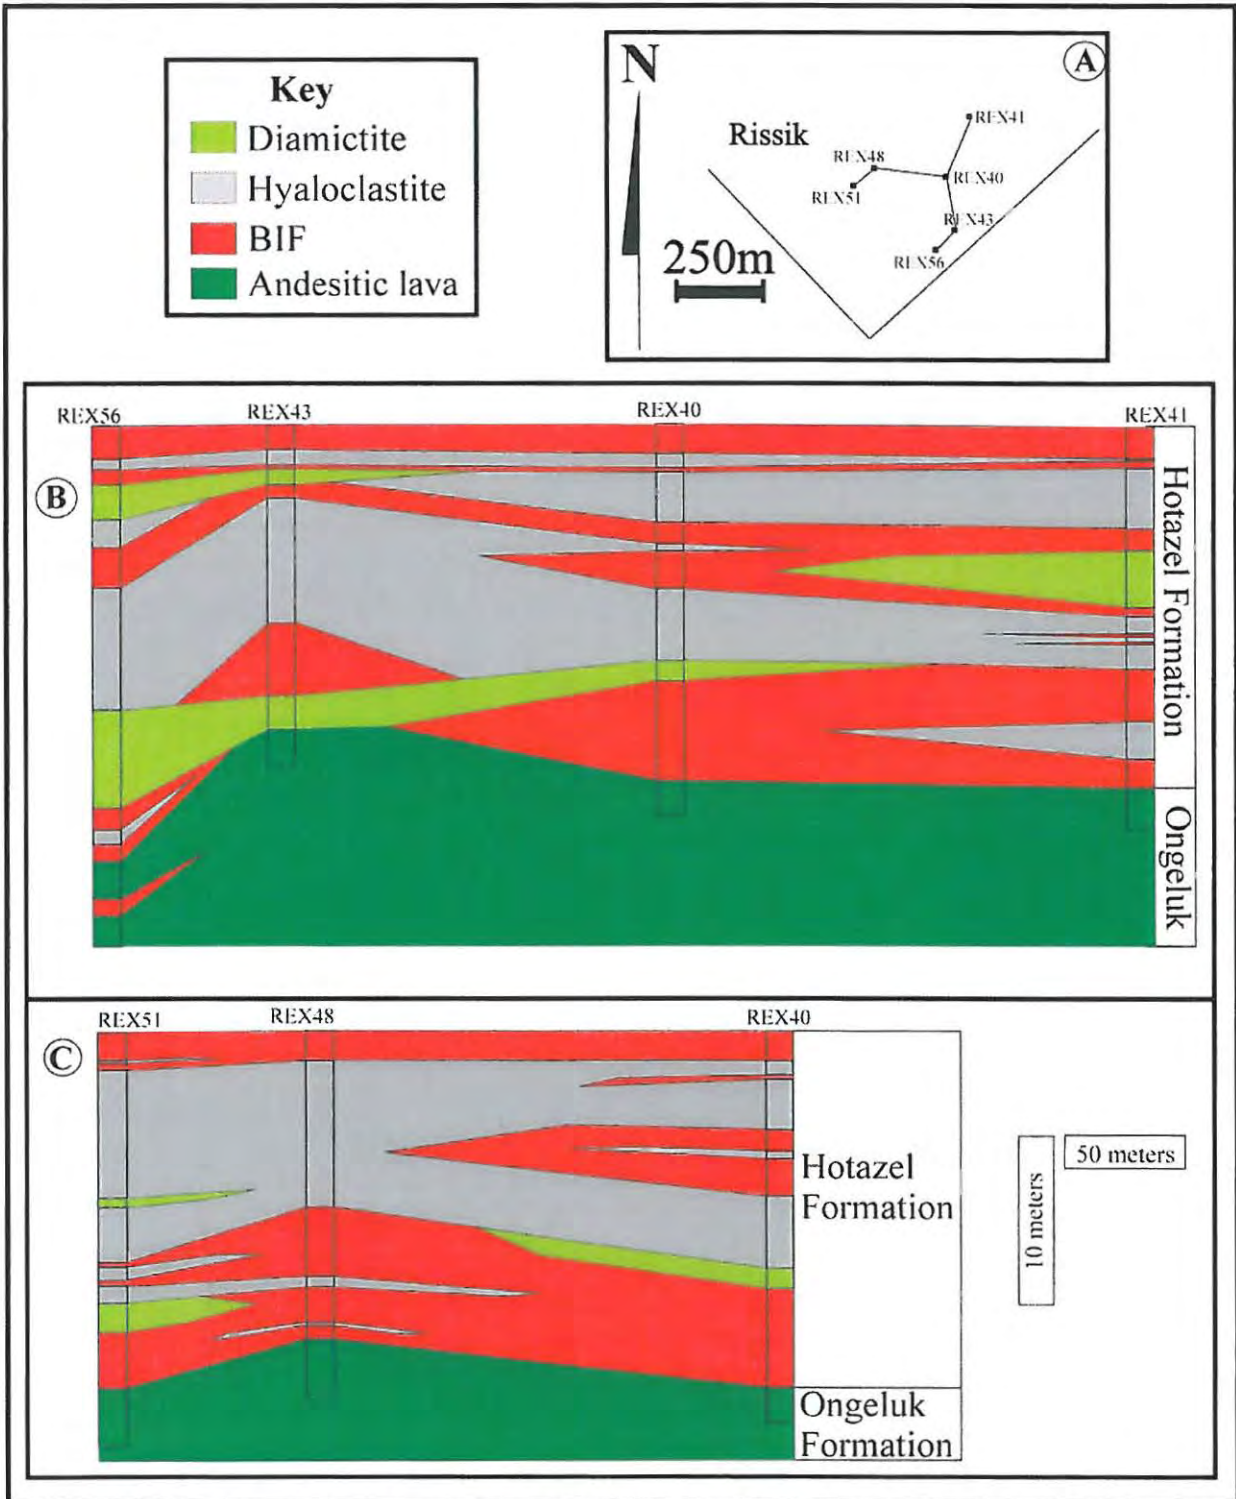 Key
Diamictite
Hyaloclastite
BIF
Andesitic lava
N
A
Rissik
REX41
REX48
REX40
REX51
REX43
REX56
250m
B
REX56
REX43
REX40
REX41
Hotazel Formation
Ongeluk
C
REX51
REX48
REX40
Hotazel
Formation
Ongeluk
Formation
10 meters
50 meters